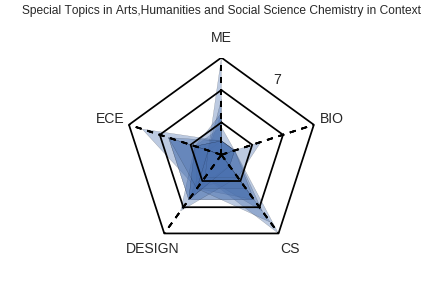 Special Topics in Arts,Humanities and Social Science Chemistry in Context
ME
7
ECE
BIO
DESIGN
CS